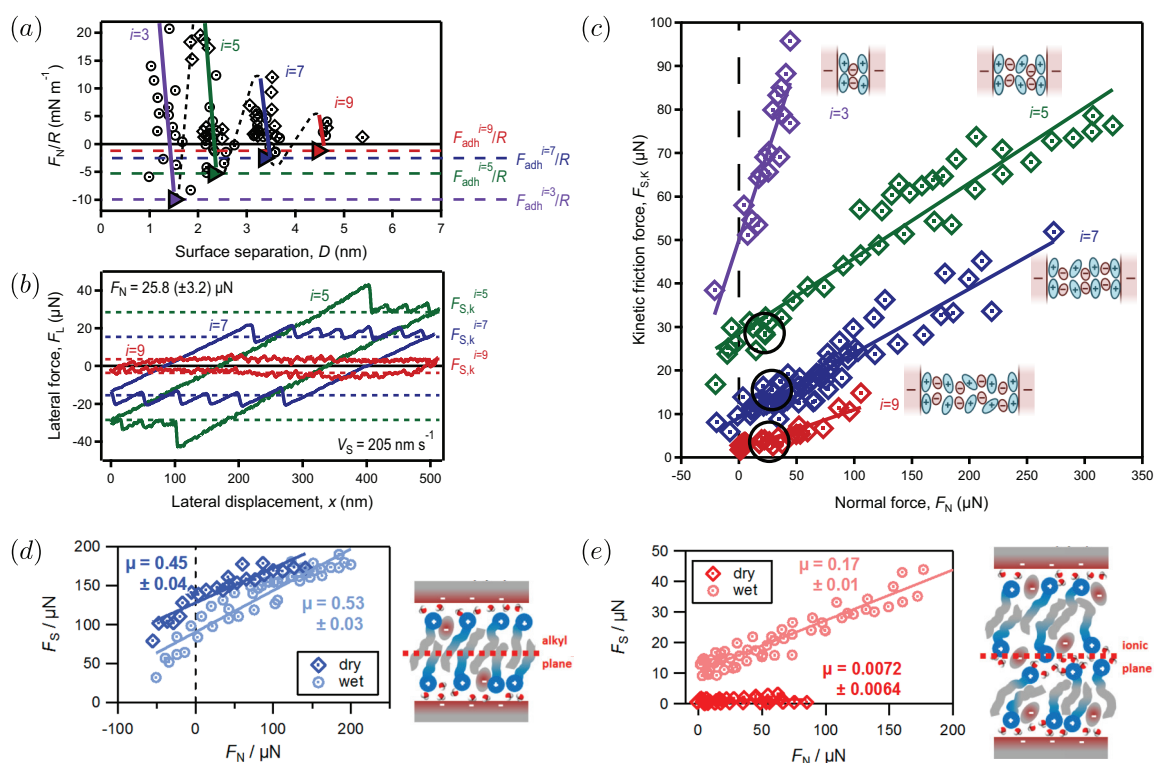 (a)
20
15
10
5
0
-5
-10
F_N/R (mN m⁻¹)
i=3
i=5
i=7
i=9
F_adh^{i=9}/R
F_adh^{i=7}/R
F_adh^{i=5}/R
F_adh^{i=3}/R
0 1 2 3 4 5 6 7
Surface separation, D (nm)
(b)
F_N = 25.8 (±3.2) µN
40
20
0
-20
-40
Lateral force, F_L (µN)
i=5
i=7
i=9
F_S,k^{i=5}
F_S,k^{i=7}
F_S,k^{i=9}
V_S = 205 nm s⁻¹
0 100 200 300 400 500
Lateral displacement, x (nm)
(c)
100
90
80
70
60
50
40
30
20
10
0
Kinetic friction force, F_S,K (µN)
i=3
i=5
i=7
i=9
-50 0 50 100 150 200 250 300 350
Normal force, F_N (µN)
(d)
200
150
100
50
0
F_S / µN
µ = 0.45
± 0.04
µ = 0.53
± 0.03
dry
wet
-100 0 100 200
F_N / µN
alkyl
plane
(e)
50
40
30
20
10
0
F_S / µN
dry
wet
µ = 0.17
± 0.01
µ = 0.0072
± 0.0064
0 50 100 150 200
F_N / µN
ionic
plane